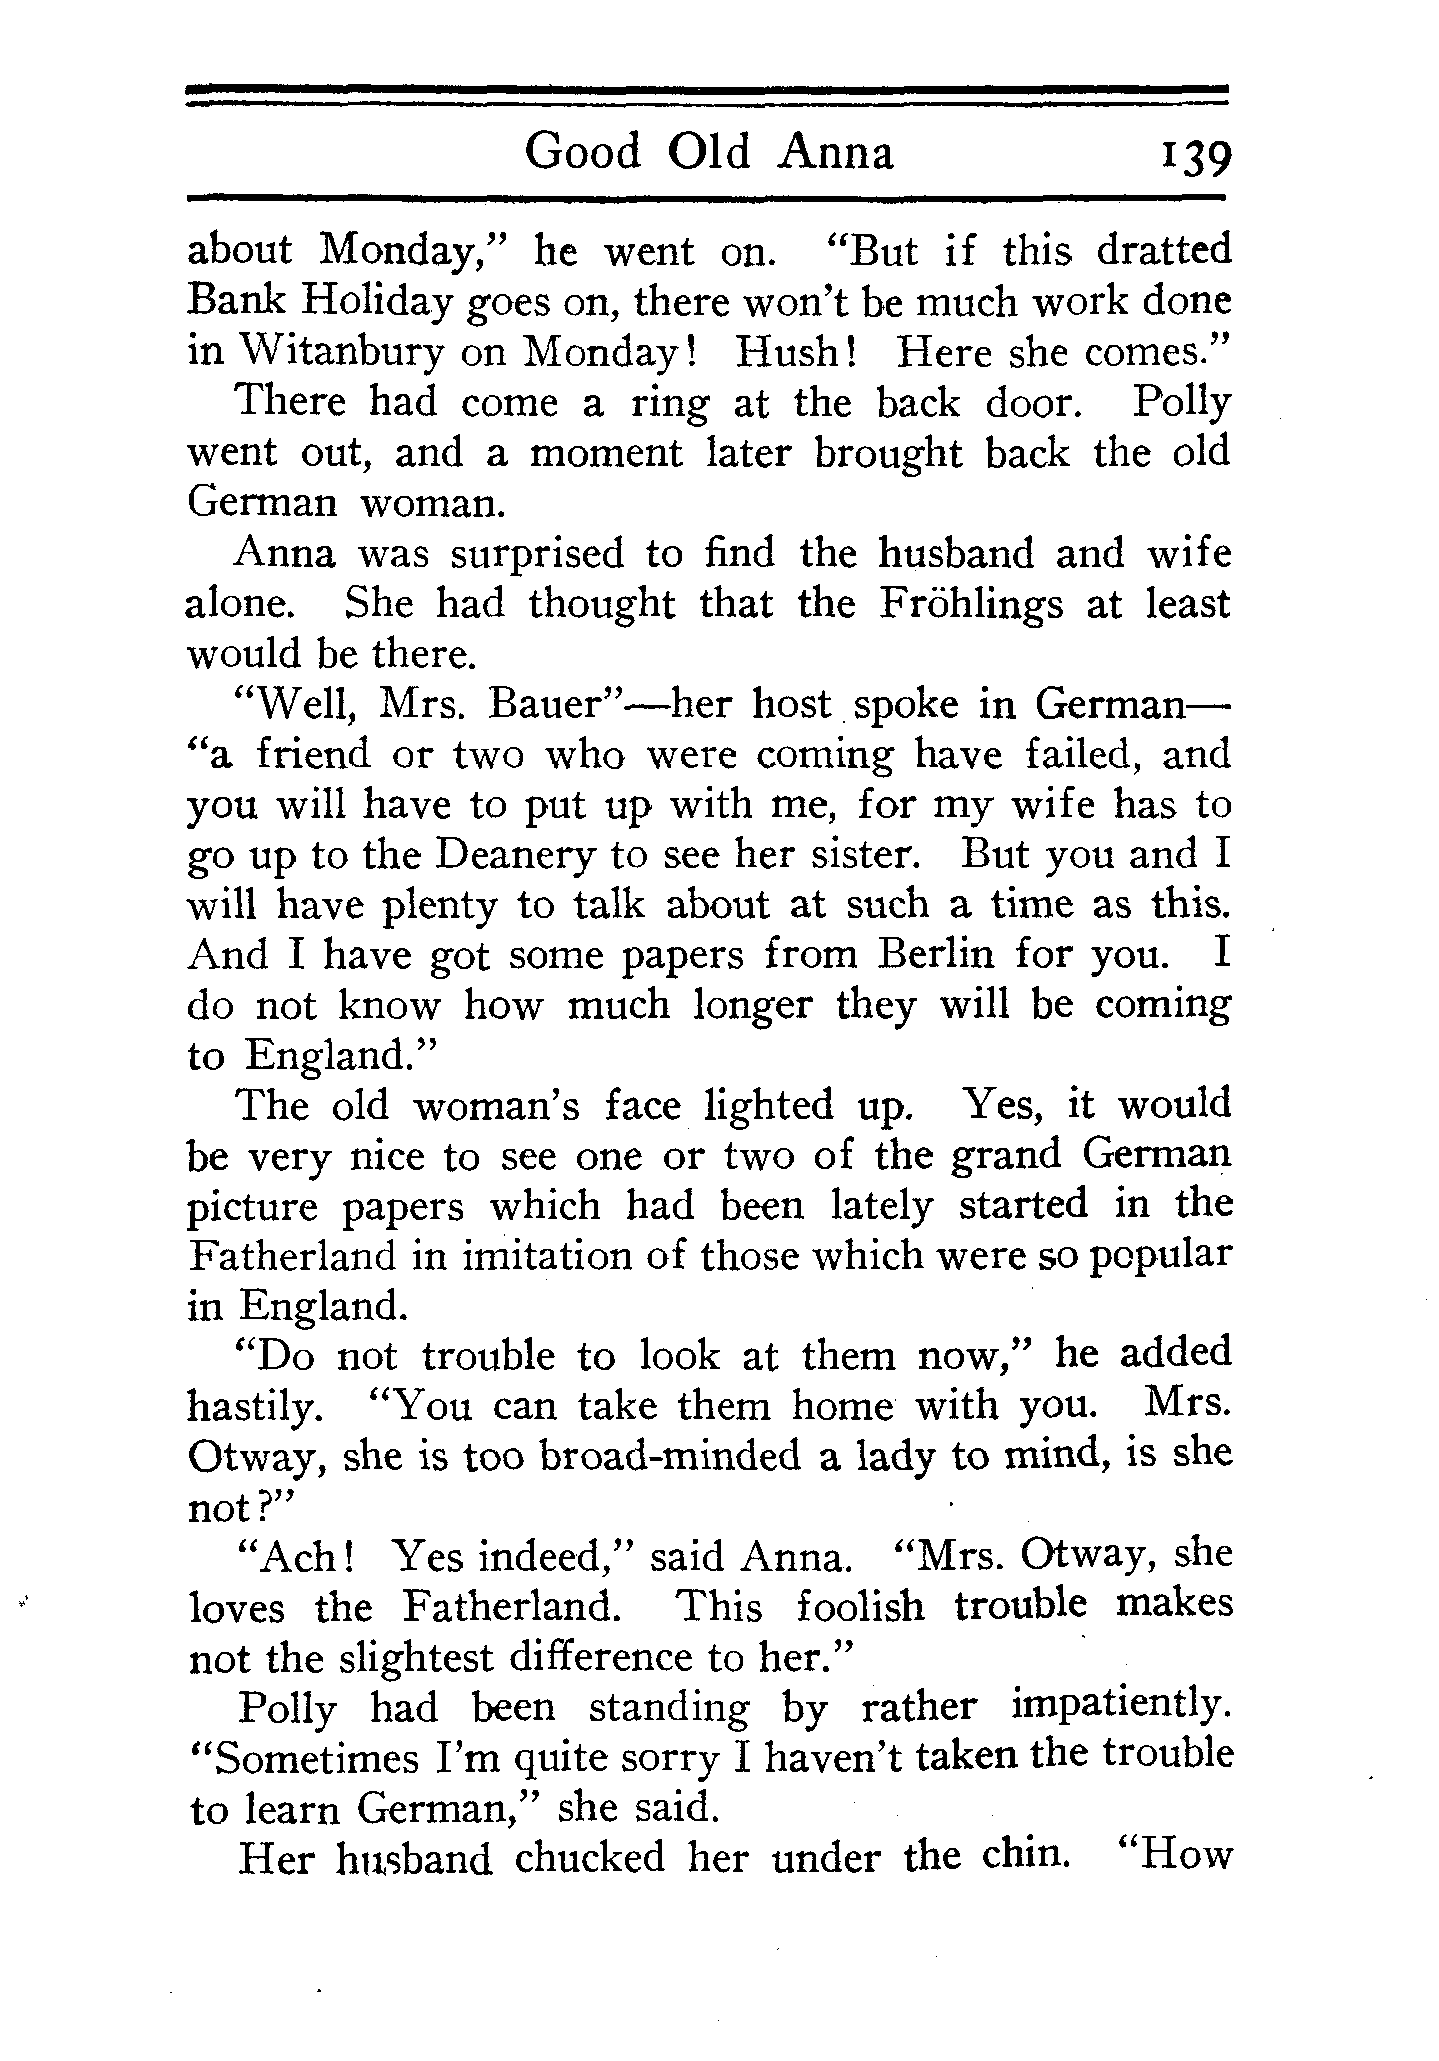 Good Old Anna 139
about Monday,” he went on. “But if this dratted
Bank Holiday goes on, there won’t be much work done
in Witanbury on Monday! Hush! Here she comes.”
There had come a ring at the back door. Polly
went out, and a moment later brought back the old
German woman.
Anna was surprised to find the husband and wife
alone. She had thought that the Fröhlings at least
would be there.
“Well, Mrs. Bauer”—her host spoke in German—
“a friend or two who were coming have failed, and
you will have to put up with me, for my wife has to
go up to the Deanery to see her sister. But you and I
will have plenty to talk about at such a time as this.
And I have got some papers from Berlin for you. I
do not know how much longer they will be coming
to England.”
The old woman’s face lighted up. Yes, it would
be very nice to see one or two of the grand German
picture papers which had been lately started in the
Fatherland in imitation of those which were so popular
in England.
“Do not trouble to look at them now,” he added
hastily. “You can take them home with you. Mrs.
Otway, she is too broad-minded a lady to mind, is she
not?”
“Ach! Yes indeed,” said Anna. “Mrs. Otway, she
loves the Fatherland. This foolish trouble makes
not the slightest difference to her.”
Polly had been standing by rather impatiently.
“Sometimes I’m quite sorry I haven’t taken the trouble
to learn German,” she said.
Her husband chucked her under the chin. “How